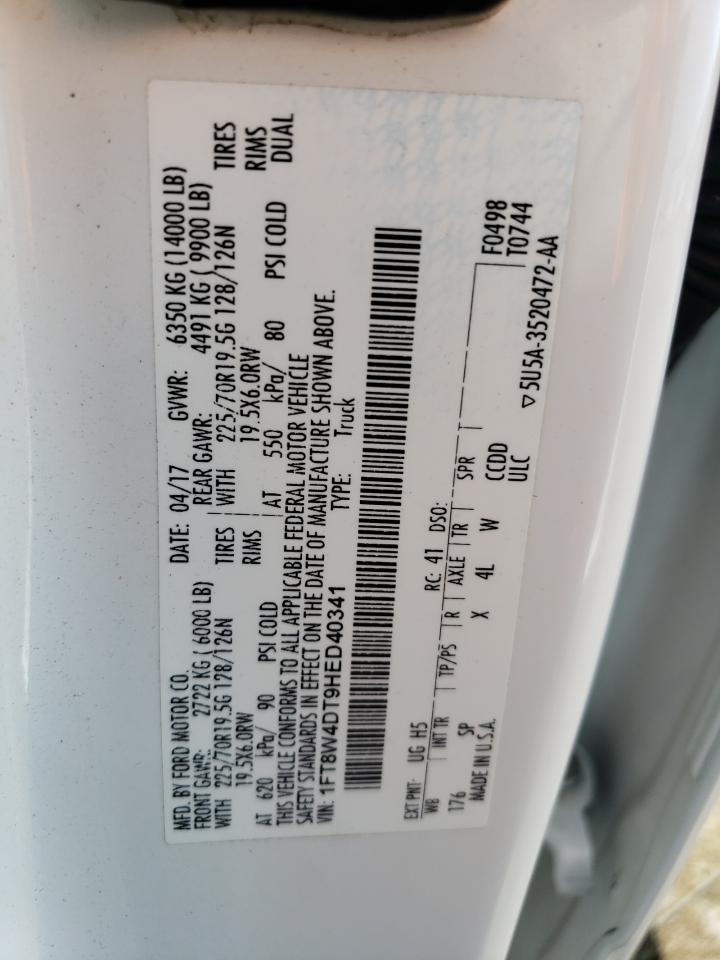 MFD. BY FORD MOTOR CO. DATE: 04/17 GVWR: 6350 KG (14000 LB)
FRONT GAWR: 2722 KG ( 6000 LB) REAR GAWR: 4491 KG ( 9900 LB)
WITH 225/70R19.5G 128/126N TIRES WITH 225/70R19.5G 128/126N TIRES
19.5X6.0RW RIMS 19.5X6.0RW RIMS
AT 620 kPa/ 90 PSI COLD AT 550 kPa/ 80 PSI COLD DUAL
THIS VEHICLE CONFORMS TO ALL APPLICABLE FEDERAL MOTOR VEHICLE
SAFETY STANDARDS IN EFFECT ON THE DATE OF MANUFACTURE SHOWN ABOVE.
VIN: 1FT8W4DT9HED40341 TYPE: Truck
EXT PNT: UG H5 RC: 41 DSO:
WB INT TR TP/PS R AXLE TR SPR F0498
176 SP X 4L W CCDD T0744
MADE IN U.S.A. ULC
▽5U5A-3520472-AA